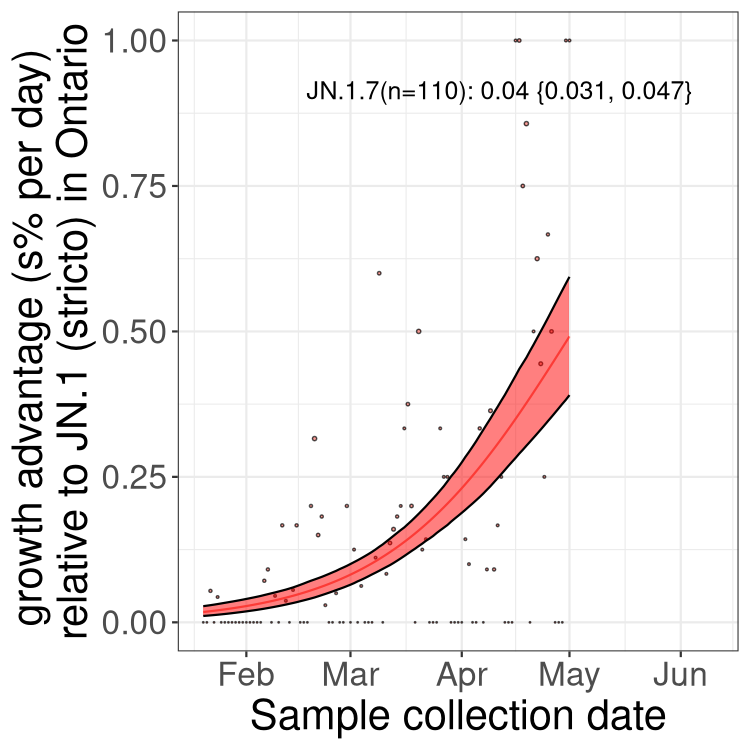 growth advantage (s% per day)
relative to JN.1 (stricto) in Ontario
1.00
0.75
0.50
0.25
0.00
JN.1.7(n=110): 0.04 {0.031, 0.047}
Feb Mar Apr May Jun
Sample collection date